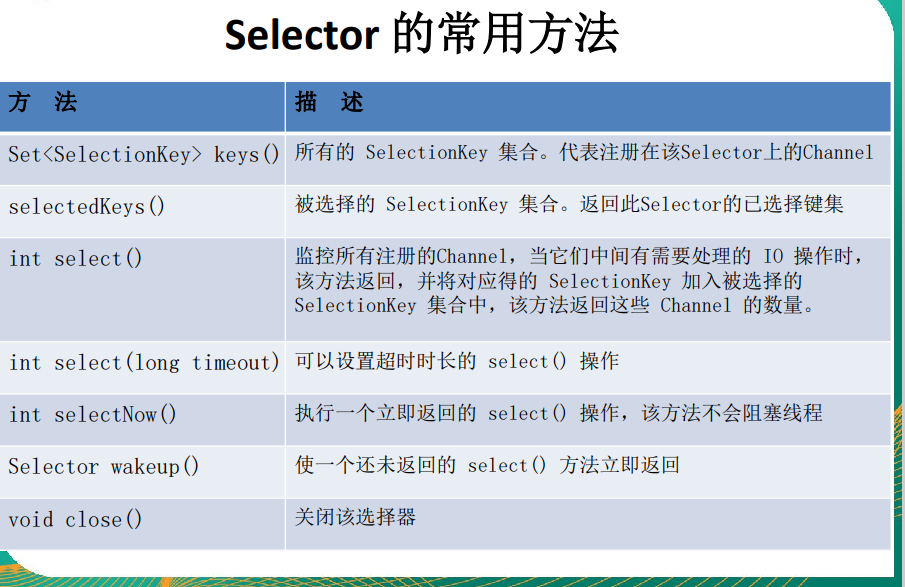 Selector 的常用方法
方 法
描 述
Set<SelectionKey> keys()
所有的 SelectionKey 集合。代表注册在该Selector上的Channel
selectedKeys()
被选择的 SelectionKey 集合。返回此Selector的已选择键集
int select()
监控所有注册的Channel，当它们中间有需要处理的 IO 操作时，
该方法返回，并将对应得的 SelectionKey 加入被选择的
SelectionKey 集合中，该方法返回这些 Channel 的数量。
int select(long timeout)
可以设置超时时长的 select() 操作
int selectNow()
执行一个立即返回的 select() 操作，该方法不会阻塞线程
Selector wakeup()
使一个还未返回的 select() 方法立即返回
void close()
关闭该选择器